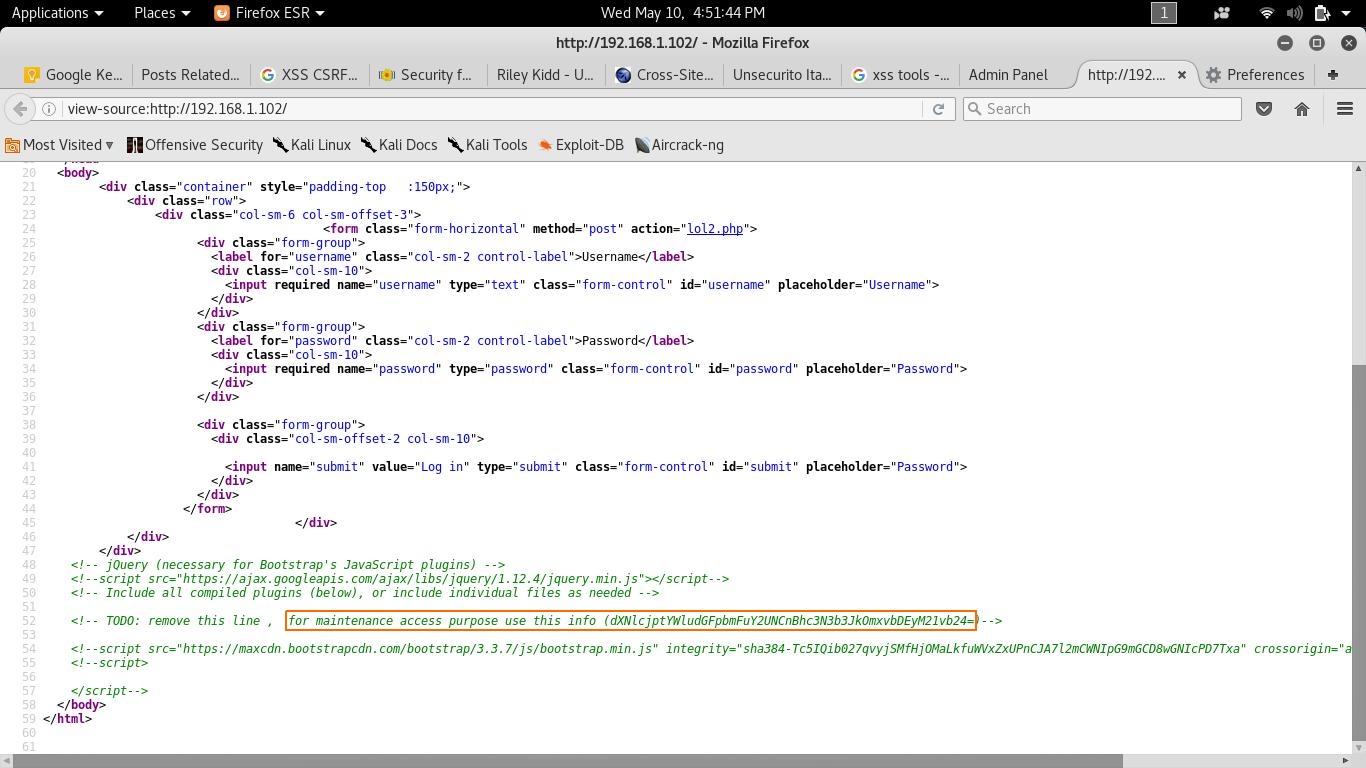 Applications Places Firefox ESR Wed May 10, 4:51:44 PM 1
http://192.168.1.102/ - Mozilla Firefox
Google Ke... Posts Related... XSS CSRF... Security f... Riley Kidd - U... Cross-Site... Unsecurito Ita... xss tools -... Admin Panel http://192.... Preferences
view-source:http://192.168.1.102/ Search
Most Visited Offensive Security Kali Linux Kali Docs Kali Tools Exploit-DB Aircrack-ng
20 <body>
21 <div class="container" style="padding-top :150px;">
22 <div class="row">
23 <div class="col-sm-6 col-sm-offset-3">
24 <form class="form-horizontal" method="post" action="lol2.php">
25 <div class="form-group">
26 <label for="username" class="col-sm-2 control-label">Username</label>
27 <div class="col-sm-10">
28 <input required name="username" type="text" class="form-control" id="username" placeholder="Username">
29 </div>
30 </div>
31 <div class="form-group">
32 <label for="password" class="col-sm-2 control-label">Password</label>
33 <div class="col-sm-10">
34 <input required name="password" type="password" class="form-control" id="password" placeholder="Password">
35 </div>
36 </div>
37
38 <div class="form-group">
39 <div class="col-sm-offset-2 col-sm-10">
40
41 <input name="submit" value="Log in" type="submit" class="form-control" id="submit" placeholder="Password">
42 </div>
43 </div>
44 </form>
45 </div>
46 </div>
47 </div>
48 <!-- jQuery (necessary for Bootstrap's JavaScript plugins) -->
49 <!--script src="https://ajax.googleapis.com/ajax/libs/jquery/1.12.4/jquery.min.js"></script-->
50 <!-- Include all compiled plugins (below), or include individual files as needed -->
51
52 <!-- TODO: remove this line , for maintenance access purpose use this info (dXNlcjptYWludGFpbmFuY2UNCnBhc3N3b3JkOmxvbDEyM21vb24=)-->
53
54 <!--script src="https://maxcdn.bootstrapcdn.com/bootstrap/3.3.7/js/bootstrap.min.js" integrity="sha384-Tc5IQib027qvyjSMfHjOMaLkfuWVxZxUPnCJA7l2mCWNIpG9mGCD8wGNIcPD7Txa" crossorigin="a
55 <!--script>
56
57 </script-->
58 </body>
59 </html>
60
61